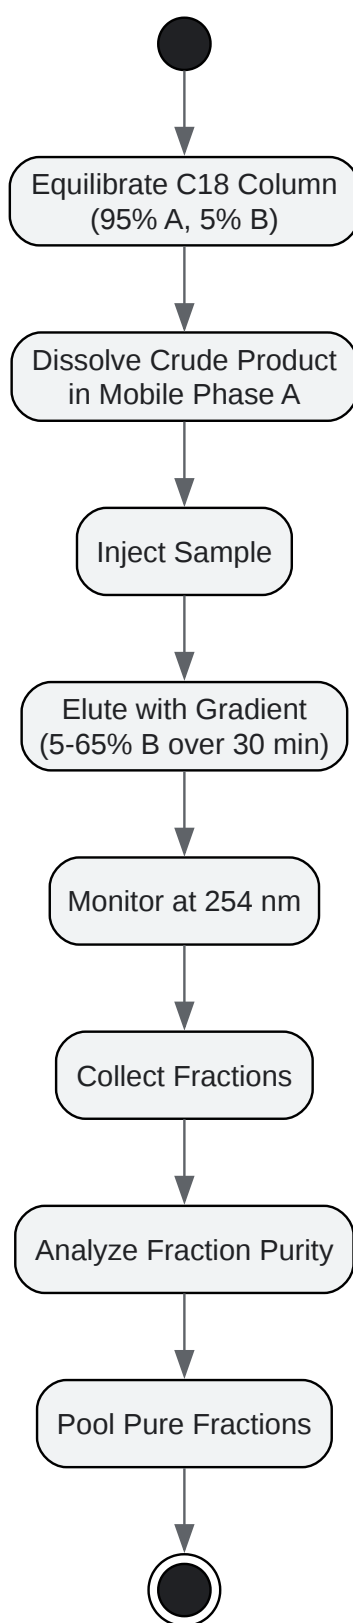 Equilibrate C18 Column
(95% A, 5% B)
Dissolve Crude Product
in Mobile Phase A
Inject Sample
Elute with Gradient
(5-65% B over 30 min)
Monitor at 254 nm
Collect Fractions
Analyze Fraction Purity
Pool Pure Fractions